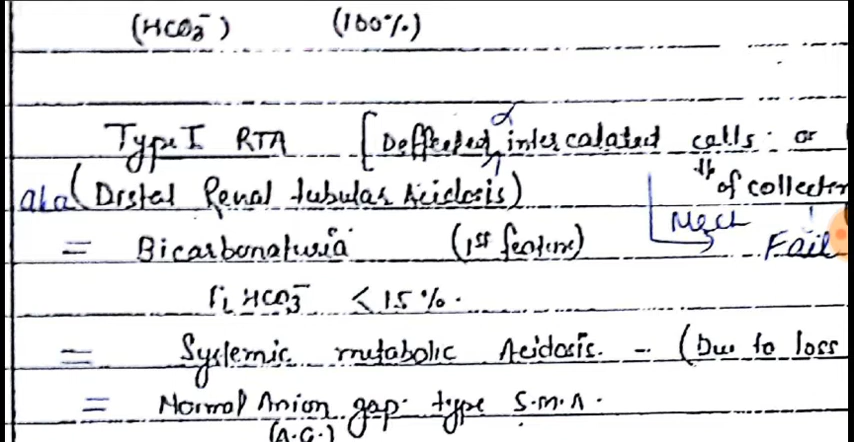 (HCO3⁻) (100%)
α
Type I RTA [Deffected intercalated cells. or
aka (Distal Renal tubular Acidosis) of collecter
= Bicarbonaturia (1st feature) Mech Fail
HCO3⁻ <15%.
= Systemic metabolic Acidosis. - (Due to loss
= Normal Anion gap. type S.M.A.
(A.G.)